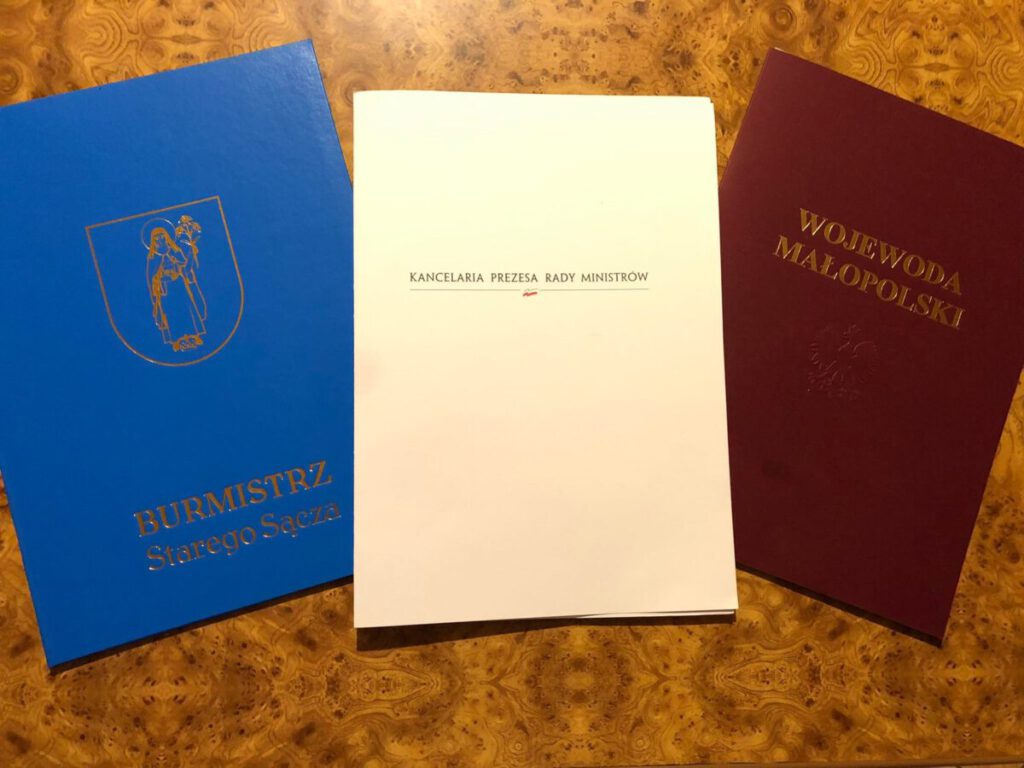 BURMISTRZ
Starego Sącza
KANCELARIA PREZESA RADY MINISTRÓW
WOJEWODA
MAŁOPOLSKI